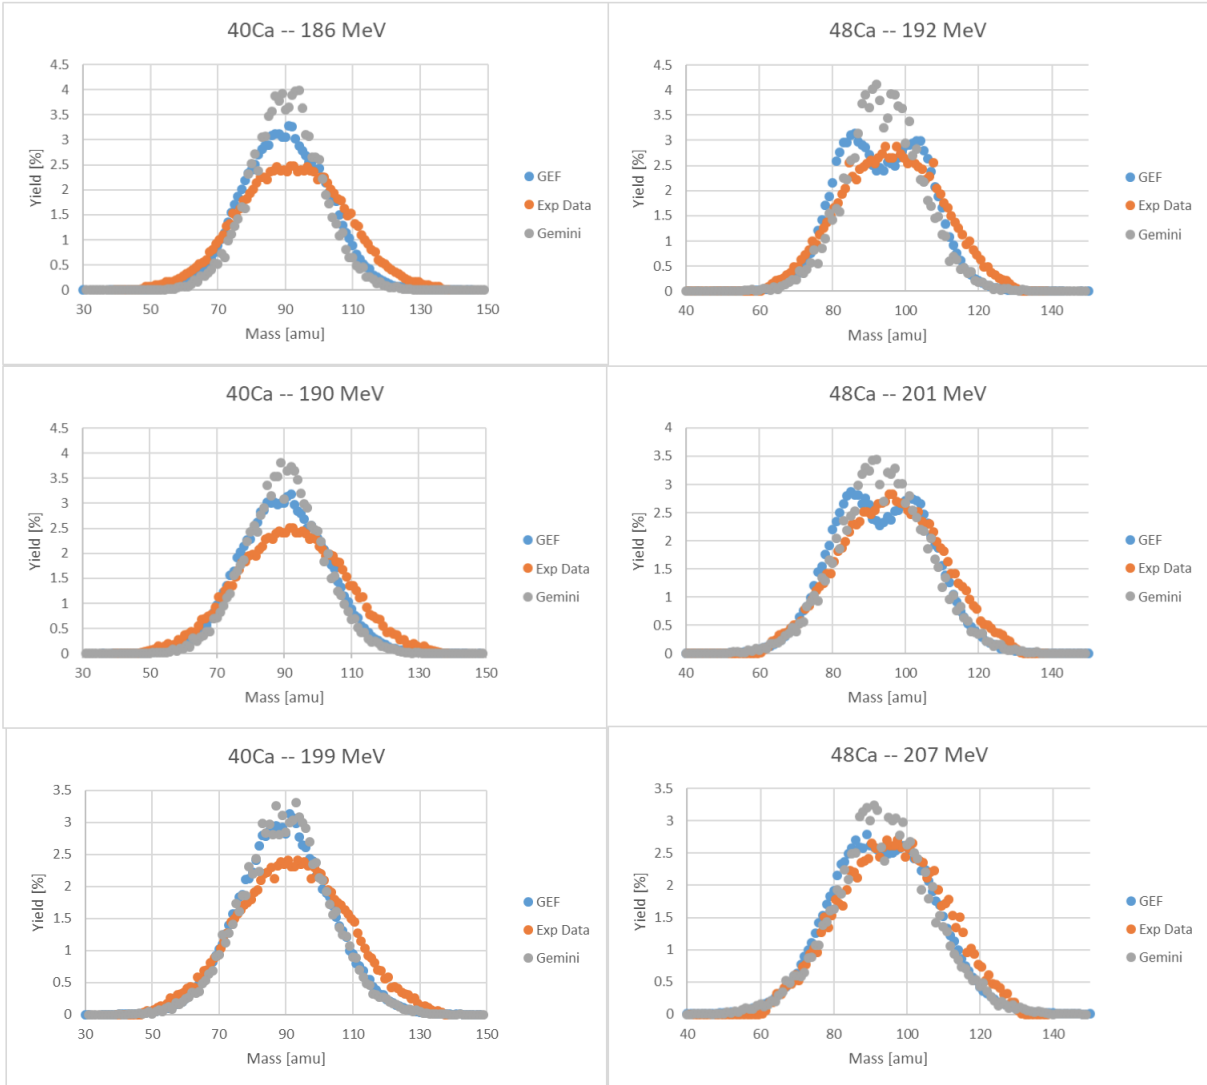 40Ca -- 186 MeV
4.5
4
3.5
3
2.5
2
1.5
1
0.5
0
Yield [%]
30 50 70 90 110 130 150
Mass [amu]
GEF
Exp Data
Gemini
48Ca -- 192 MeV
4.5
4
3.5
3
2.5
2
1.5
1
0.5
0
Yield [%]
40 60 80 100 120 140
Mass [amu]
GEF
Exp Data
Gemini
40Ca -- 190 MeV
4.5
4
3.5
3
2.5
2
1.5
1
0.5
0
Yield [%]
30 50 70 90 110 130 150
Mass [amu]
GEF
Exp Data
Gemini
48Ca -- 201 MeV
4
3.5
3
2.5
2
1.5
1
0.5
0
Yield [%]
40 60 80 100 120 140
Mass [amu]
GEF
Exp Data
Gemini
40Ca -- 199 MeV
3.5
3
2.5
2
1.5
1
0.5
0
Yield [%]
30 50 70 90 110 130 150
Mass [amu]
GEF
Exp Data
Gemini
48Ca -- 207 MeV
3.5
3
2.5
2
1.5
1
0.5
0
Yield [%]
40 60 80 100 120 140
Mass [amu]
GEF
Exp Data
Gemini